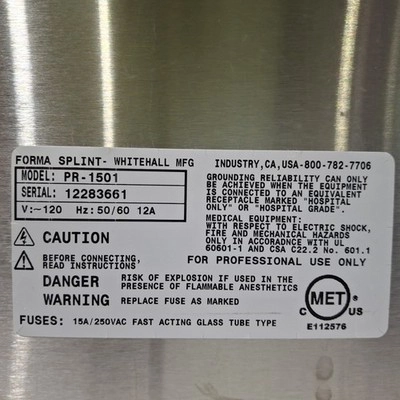 FORMA SPLINT- WHITEHALL MFG
INDUSTRY,CA,USA-800-782-7706
MODEL: PR-1501
SERIAL: 12283661
V:~120 Hz:50/60 12A
GROUNDING RELIABILITY CAN ONLY
BE ACHIEVED WHEN THE EQUIPMENT
IS CONNECTED TO AN EQUIVALENT
RECEPTACLE MARKED "HOSPITAL
ONLY" OR "HOSPITAL GRADE".
MEDICAL EQUIPMENT:
WITH RESPECT TO ELECTRIC SHOCK,
FIRE AND MECHANICAL HAZARDS
ONLY IN ACCORDANCE WITH UL
60601-1 AND CSA C22.2 No. 601.1
CAUTION
BEFORE CONNECTING,
READ INSTRUCTIONS
FOR PROFESSIONAL USE ONLY
DANGER
RISK OF EXPLOSION IF USED IN THE
PRESENCE OF FLAMMABLE ANESTHETICS
WARNING
REPLACE FUSE AS MARKED
FUSES: 15A/250VAC FAST ACTING GLASS TUBE TYPE
MET®
C US
E112576